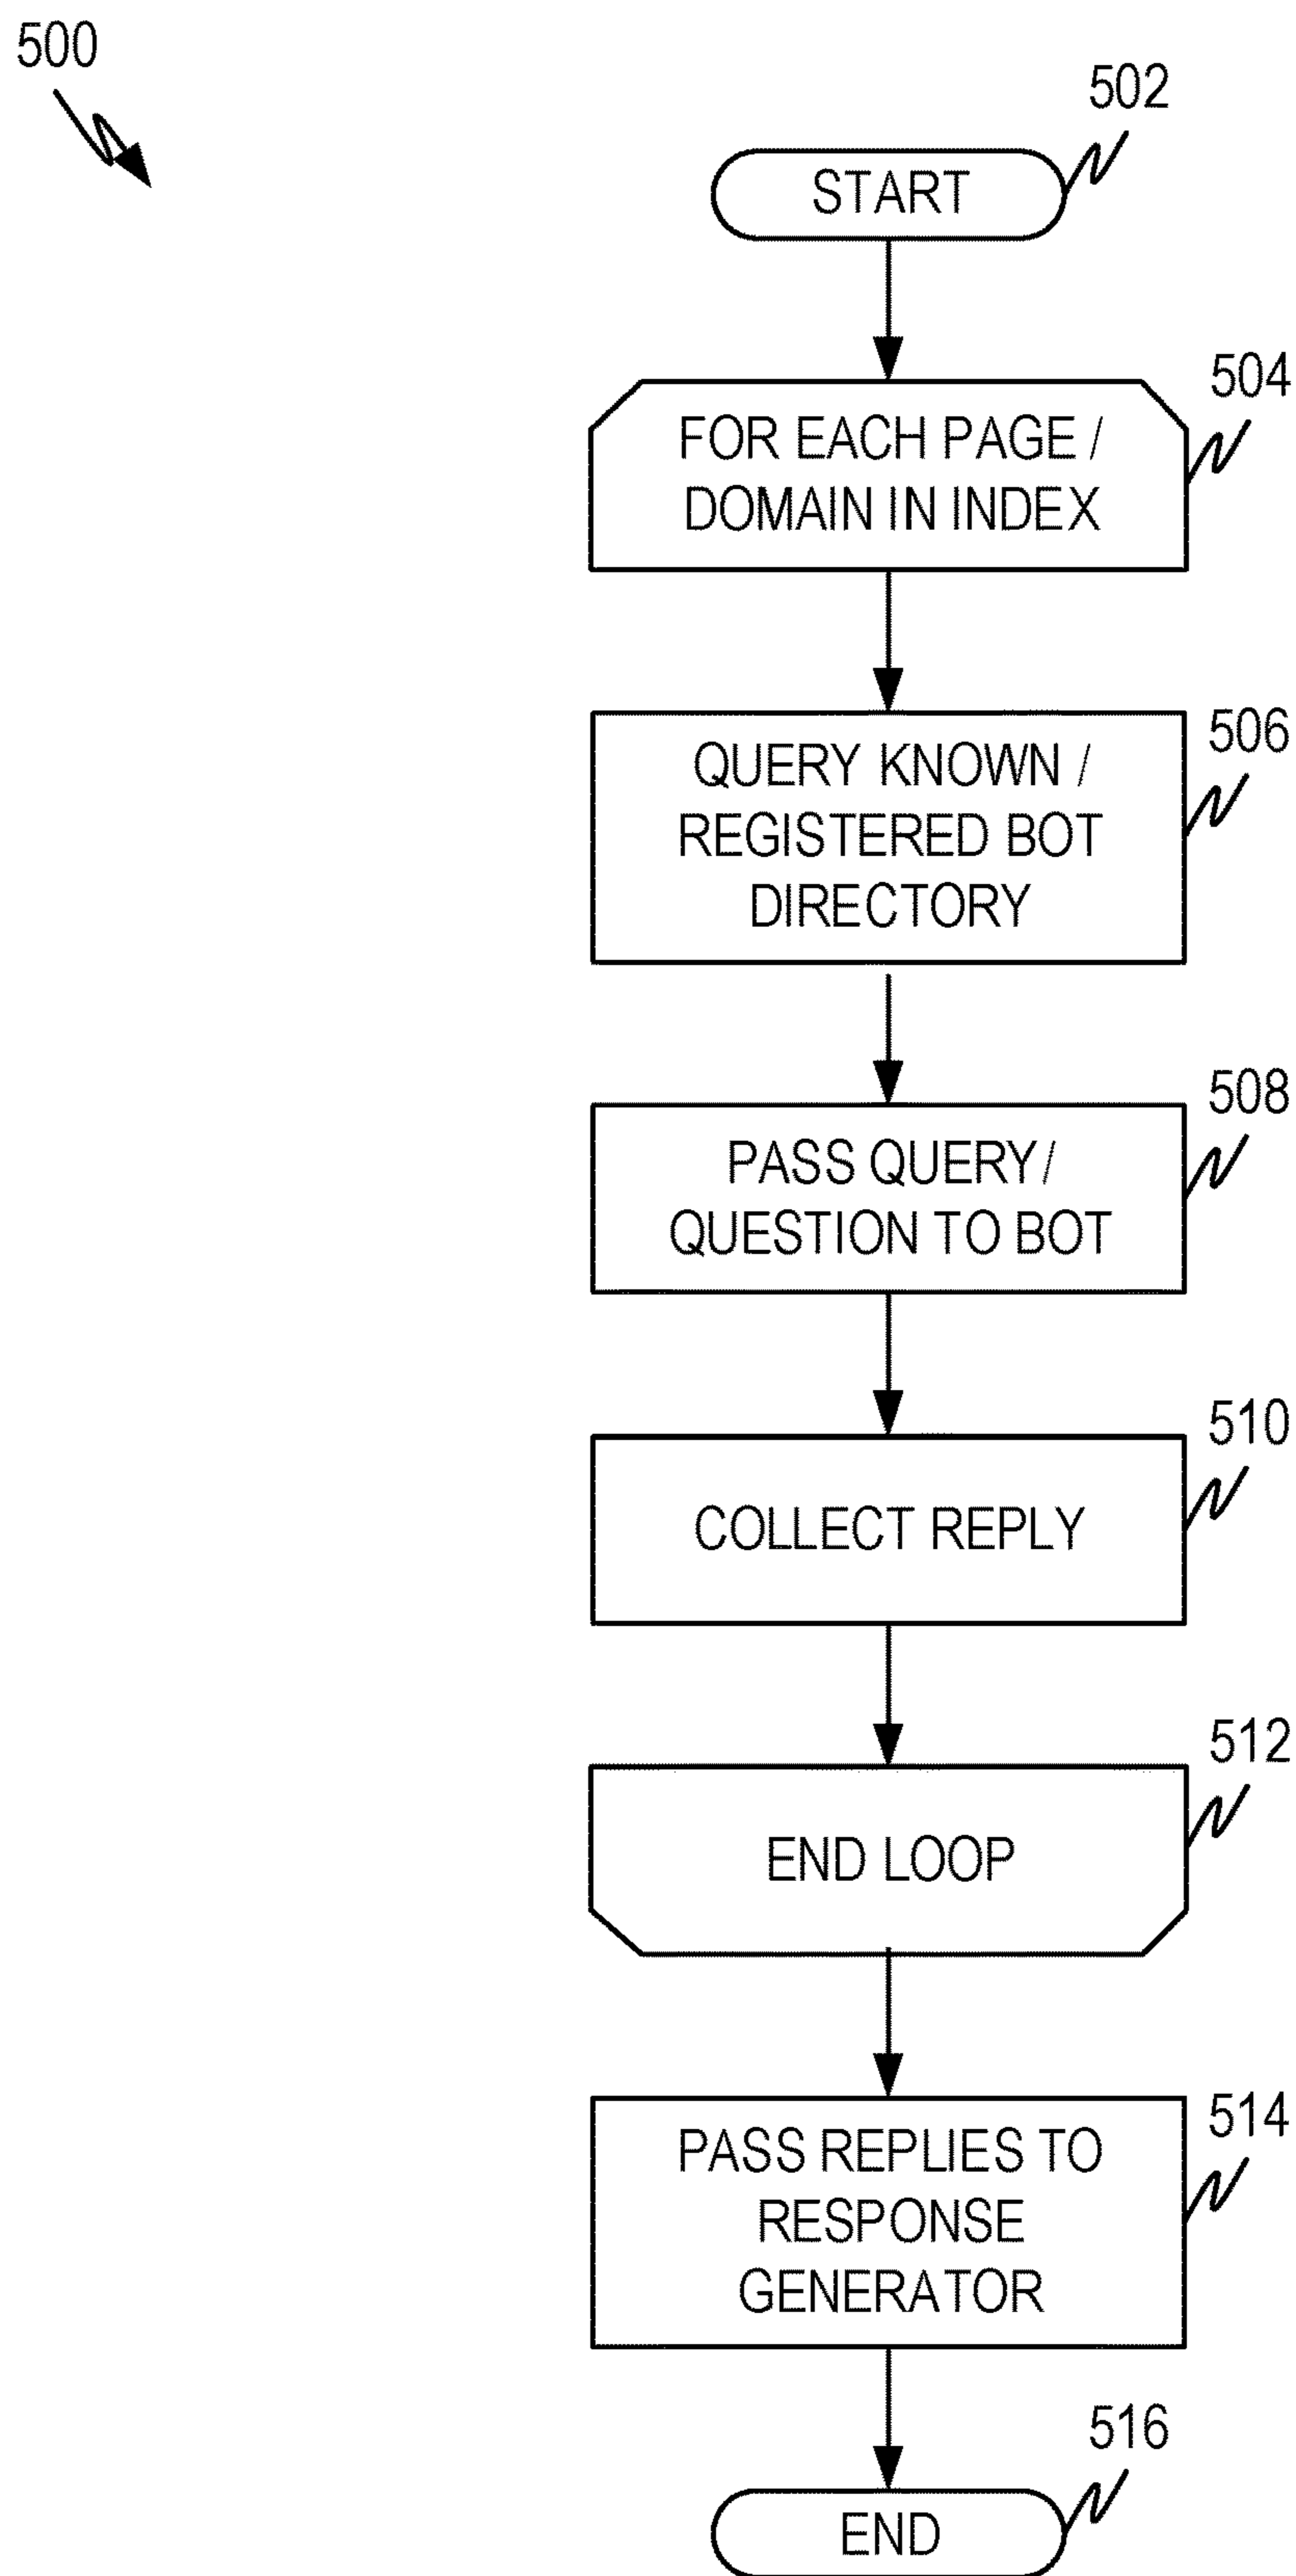 500
502
START
504
FOR EACH PAGE /
DOMAIN IN INDEX
506
QUERY KNOWN /
REGISTERED BOT
DIRECTORY
508
PASS QUERY/
QUESTION TO BOT
510
COLLECT REPLY
512
END LOOP
514
PASS REPLIES TO
RESPONSE
GENERATOR
516
END